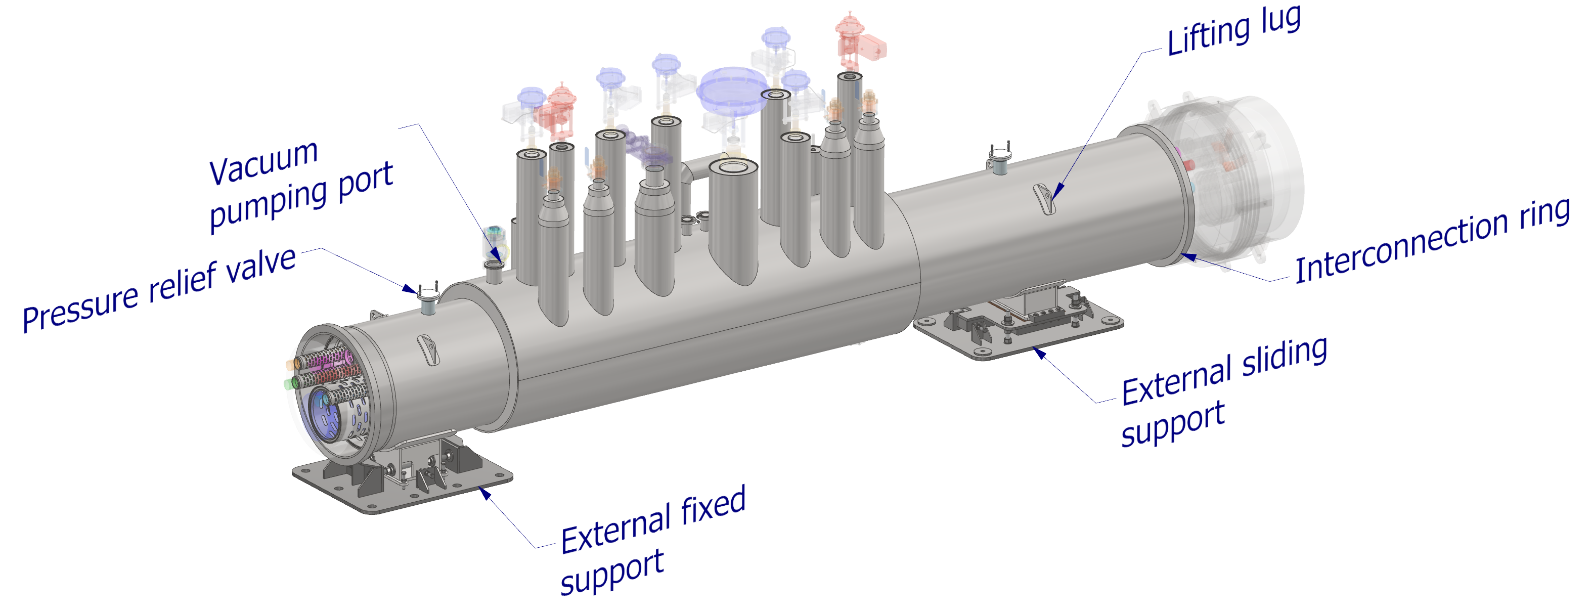 Lifting lug
Vacuum
pumping port
Pressure relief valve
Interconnection ring
External sliding
support
External fixed
support